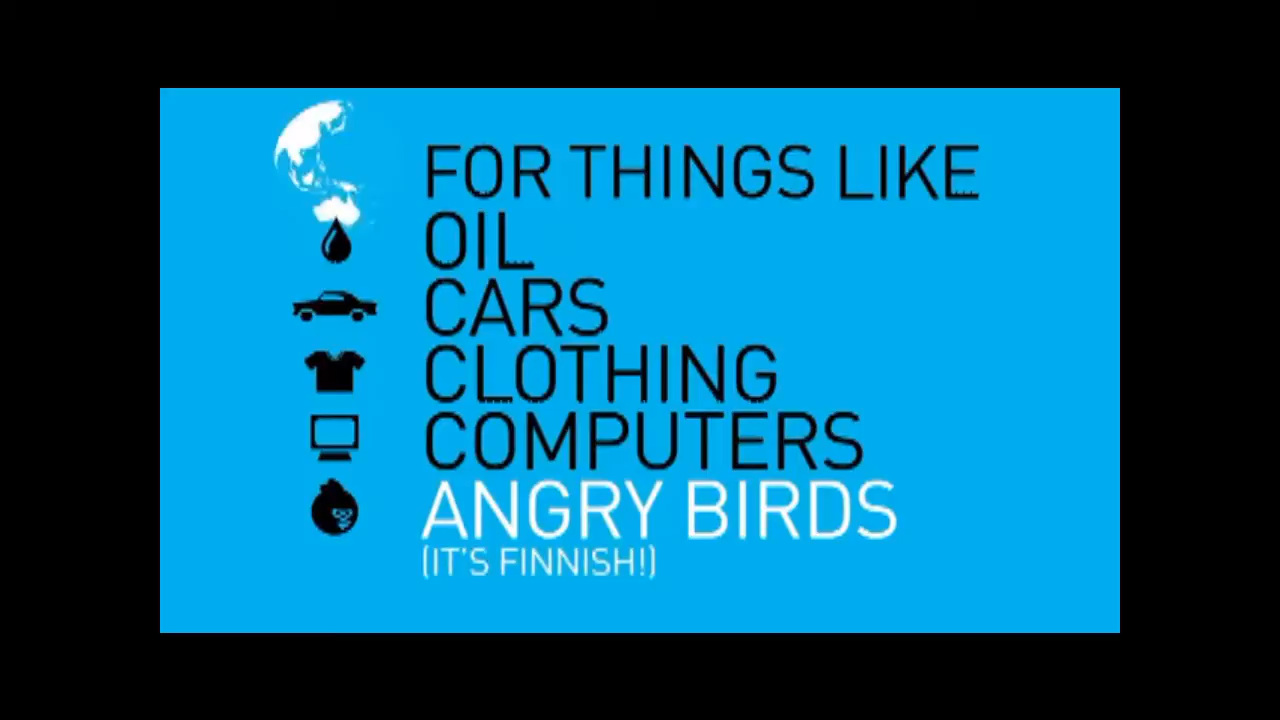 FOR THINGS LIKE
OIL
CARS
CLOTHING
COMPUTERS
ANGRY BIRDS
(IT'S FINNISH!)